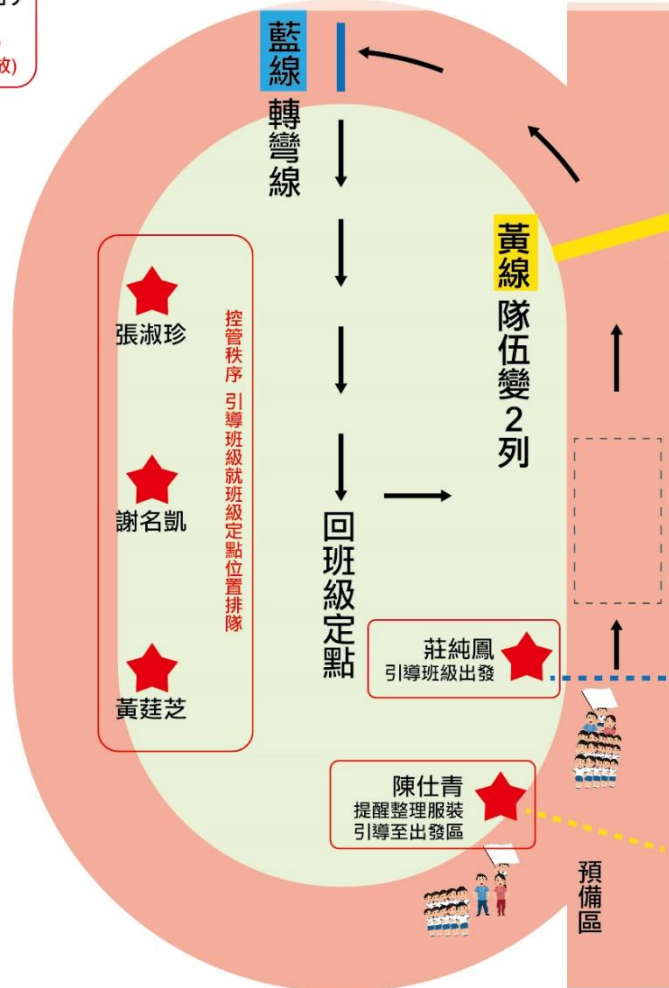 放)
藍線 轉彎線
黃線 隊伍變2列
張淑珍
謝名凱
黃莛芝
控管秩序 引導班級就班級定點位置排隊
回班級定點
莊純鳳
引導班級出發
陳仕青
提醒整理服裝
引導至出發區
預備區